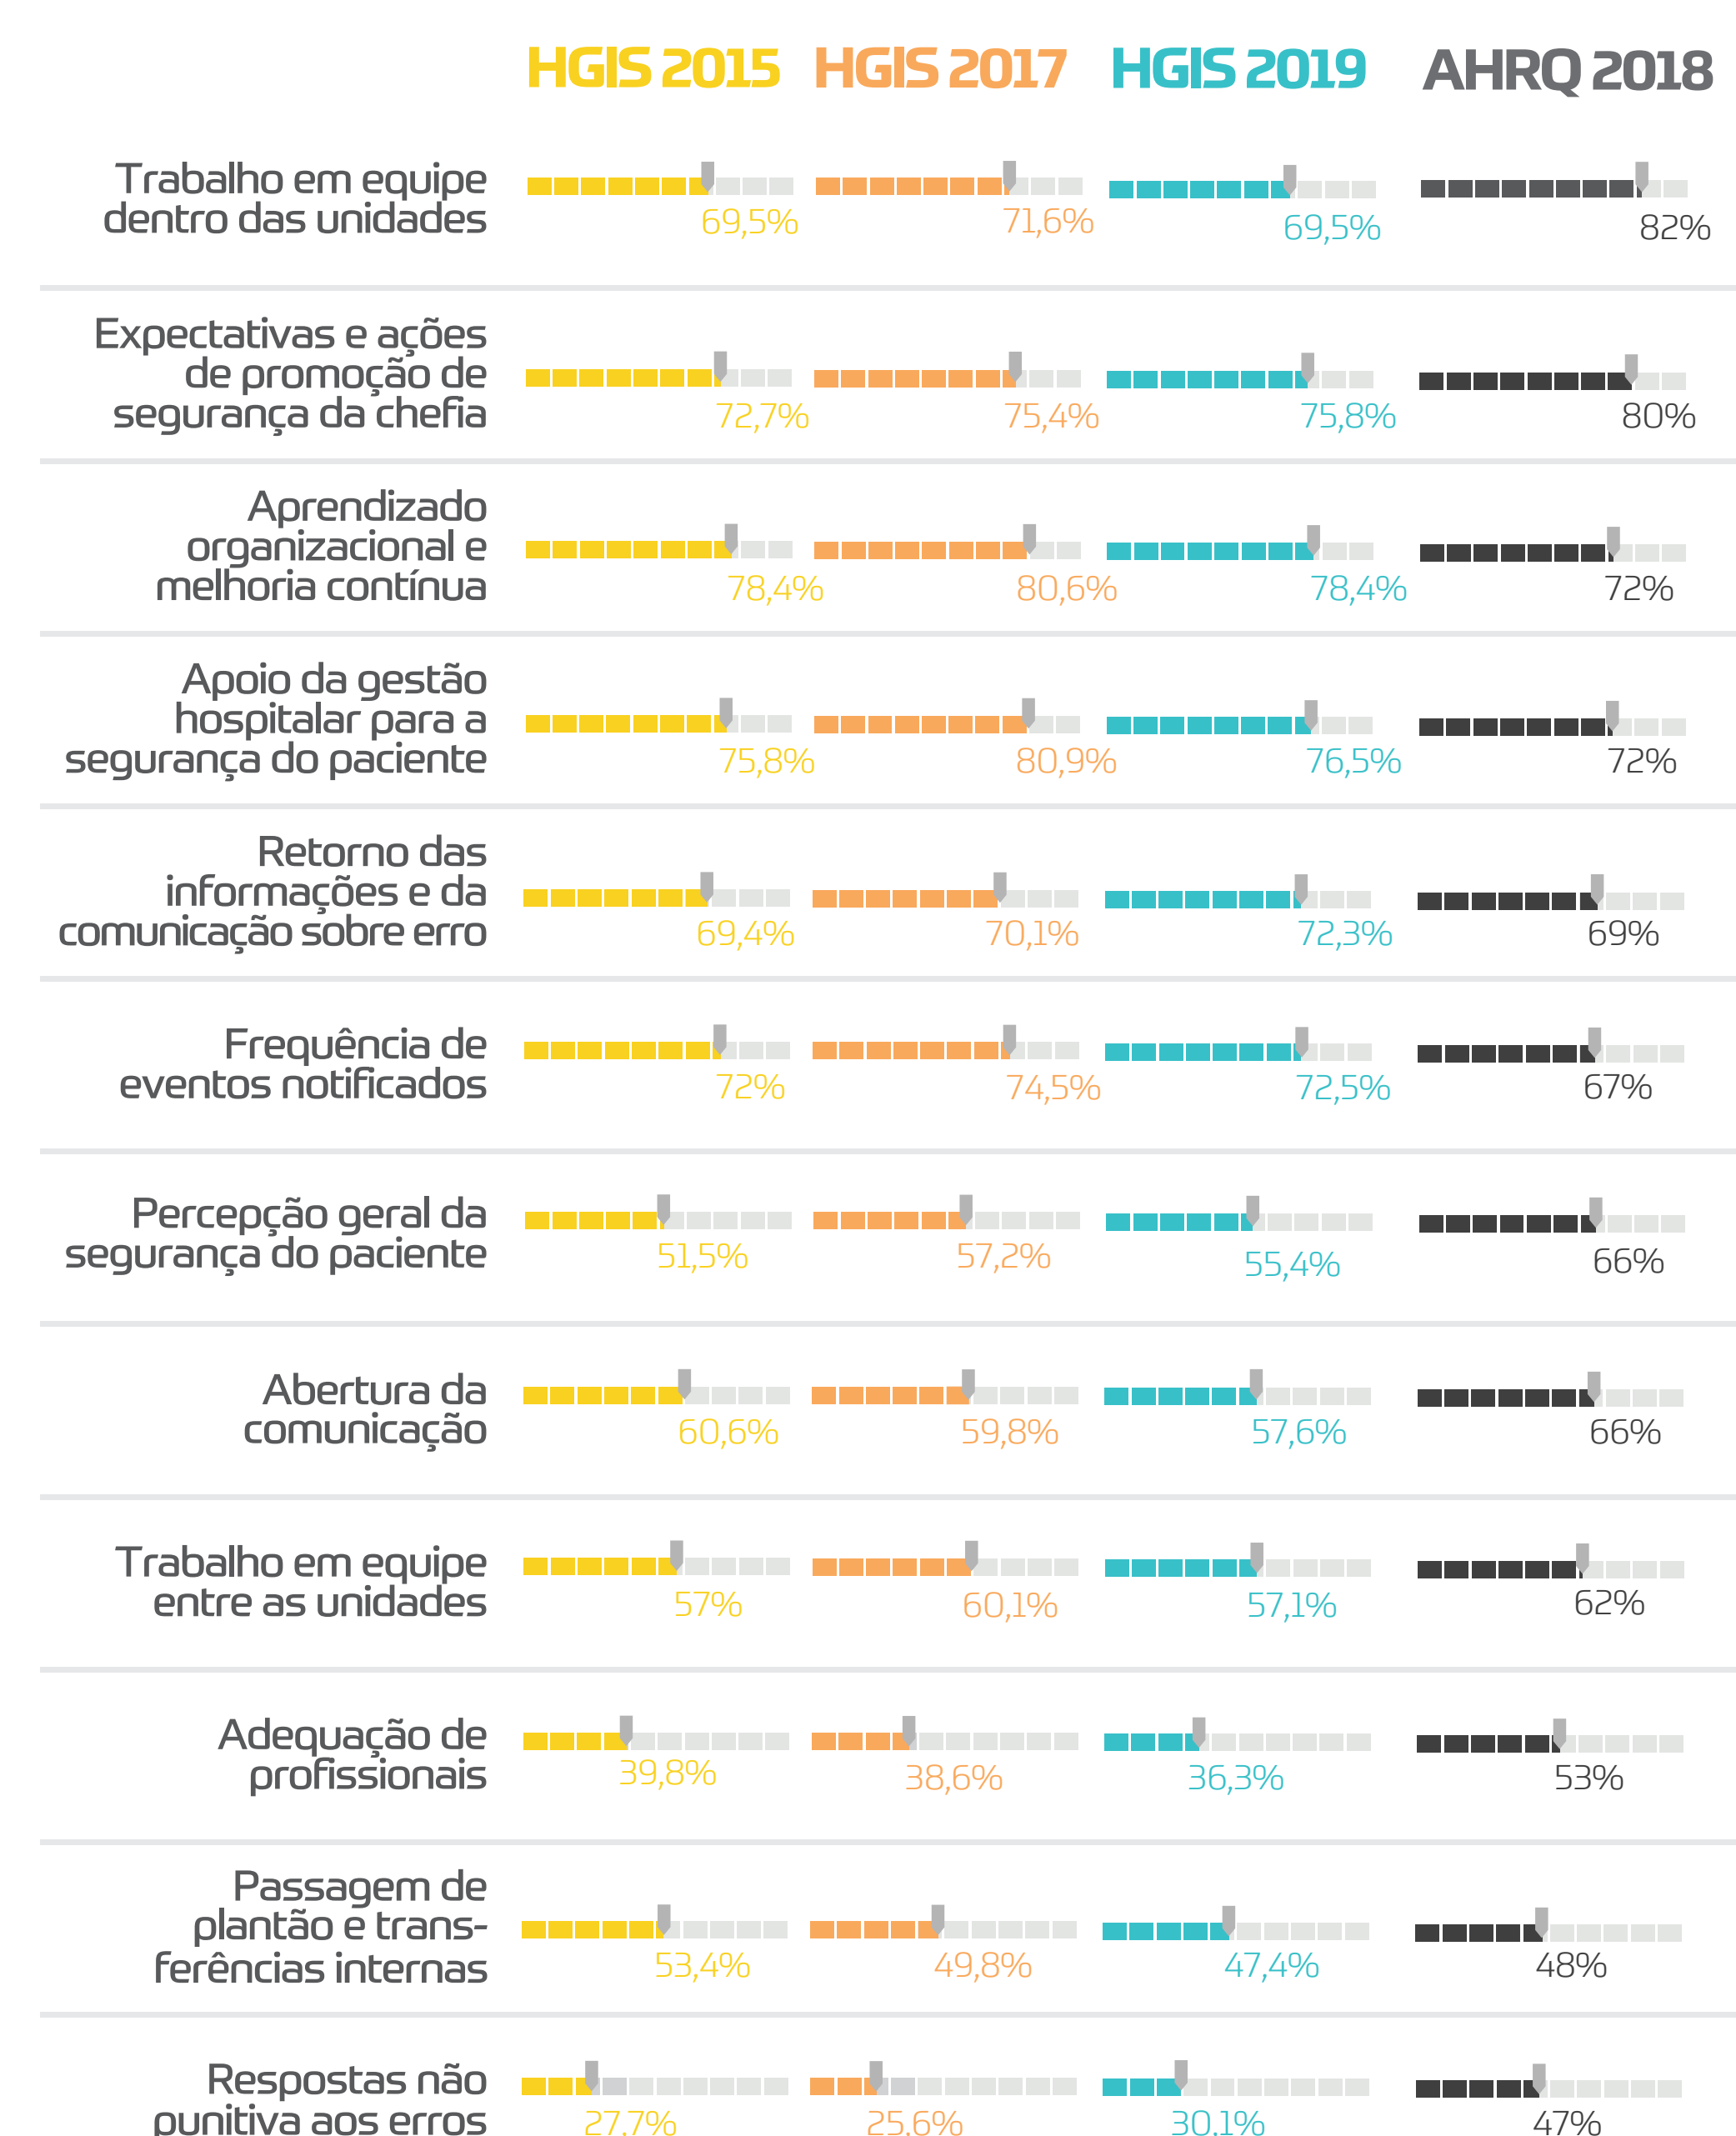 HGIS 2015 HGIS 2017 HGIS 2019 AHRQ 2018
Trabalho em equipe
dentro das unidades
69,5% 71,6% 69,5% 82%
Expectativas e ações
de promoção de
segurança da chefia
72,7% 75,4% 75,8% 80%
Aprendizado
organizacional e
melhoria contínua
78,4% 80,6% 78,4% 72%
Apoio da gestão
hospitalar para a
segurança do paciente
75,8% 80,9% 76,5% 72%
Retorno das
informações e da
comunicação sobre erro
69,4% 70,1% 72,3% 69%
Frequência de
eventos notificados
72% 74,5% 72,5% 67%
Percepção geral da
segurança do paciente
51,5% 57,2% 55,4% 66%
Abertura da
comunicação
60,6% 59,8% 57,6% 66%
Trabalho em equipe
entre as unidades
57% 60,1% 57,1% 62%
Adequação de
profissionais
39,8% 38,6% 36,3% 53%
Passagem de
plantão e trans-
ferências internas
53,4% 49,8% 47,4% 48%
Respostas não
punitiva aos erros
27,7% 25,6% 30,1% 47%